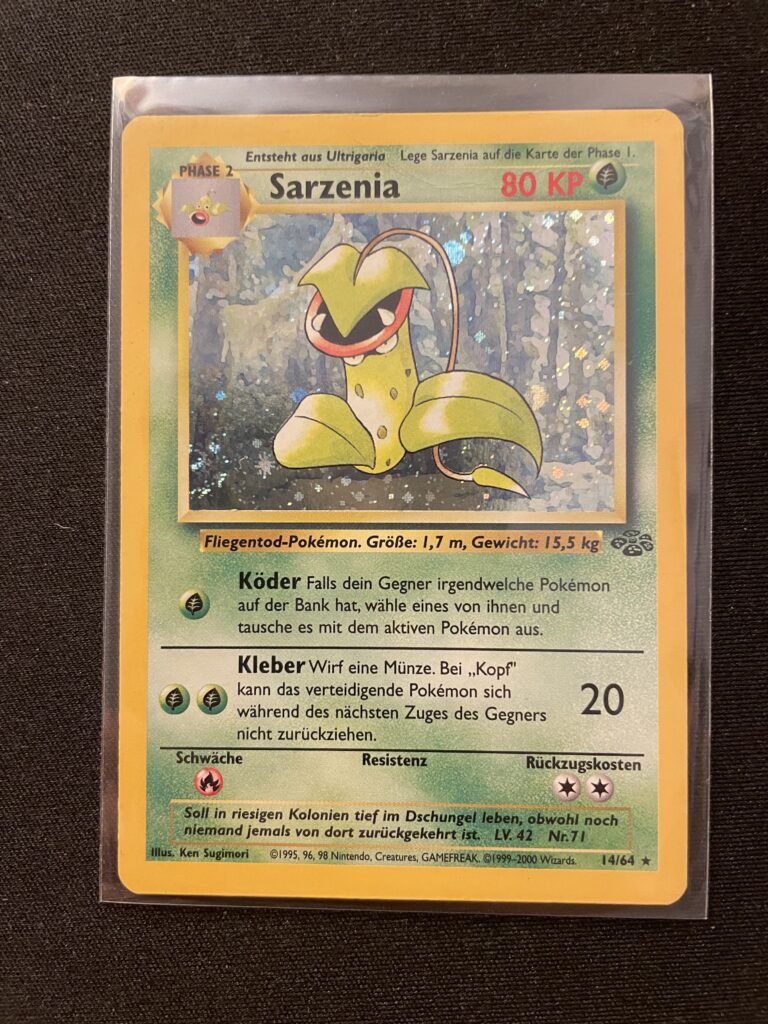 Entsteht aus Ultrigaria Lege Sarzenia auf die Karte der Phase 1.
PHASE 2
Sarzenia 80 KP
Fliegentod-Pokémon. Größe: 1,7 m, Gewicht: 15,5 kg
Köder Falls dein Gegner irgendwelche Pokémon
auf der Bank hat, wähle eines von ihnen und
tausche es mit dem aktiven Pokémon aus.
Kleber Wirf eine Münze. Bei „Kopf"
kann das verteidigende Pokémon sich
während des nächsten Zuges des Gegners
nicht zurückziehen.
20
Schwäche Resistenz Rückzugskosten
Soll in riesigen Kolonien tief im Dschungel leben, obwohl noch
niemand jemals von dort zurückgekehrt ist. LV. 42 Nr.71
Illus. Ken Sugimori ©1995, 96, 98 Nintendo, Creatures, GAMEFREAK. ©1999-2000 Wizards. 14/64 ★